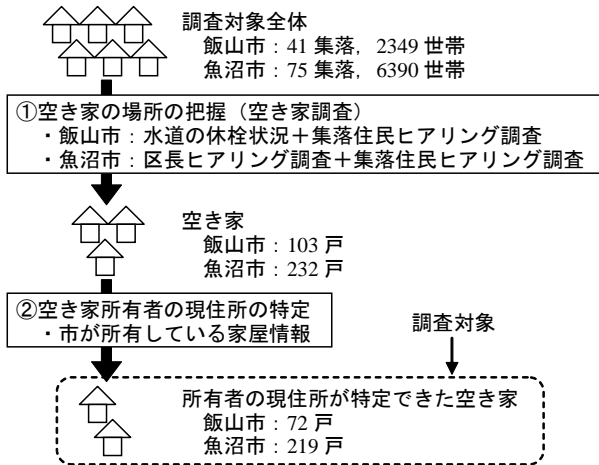 調査対象全体
飯山市：41 集落，2349 世帯
魚沼市：75 集落，6390 世帯
①空き家の場所の把握（空き家調査）
・飯山市：水道の休栓状況＋集落住民ヒアリング調査
・魚沼市：区長ヒアリング調査＋集落住民ヒアリング調査
空き家
飯山市：103 戸
魚沼市：232 戸
②空き家所有者の現住所の特定
・市が所有している家屋情報
調査対象
所有者の現住所が特定できた空き家
飯山市：72 戸
魚沼市：219 戸